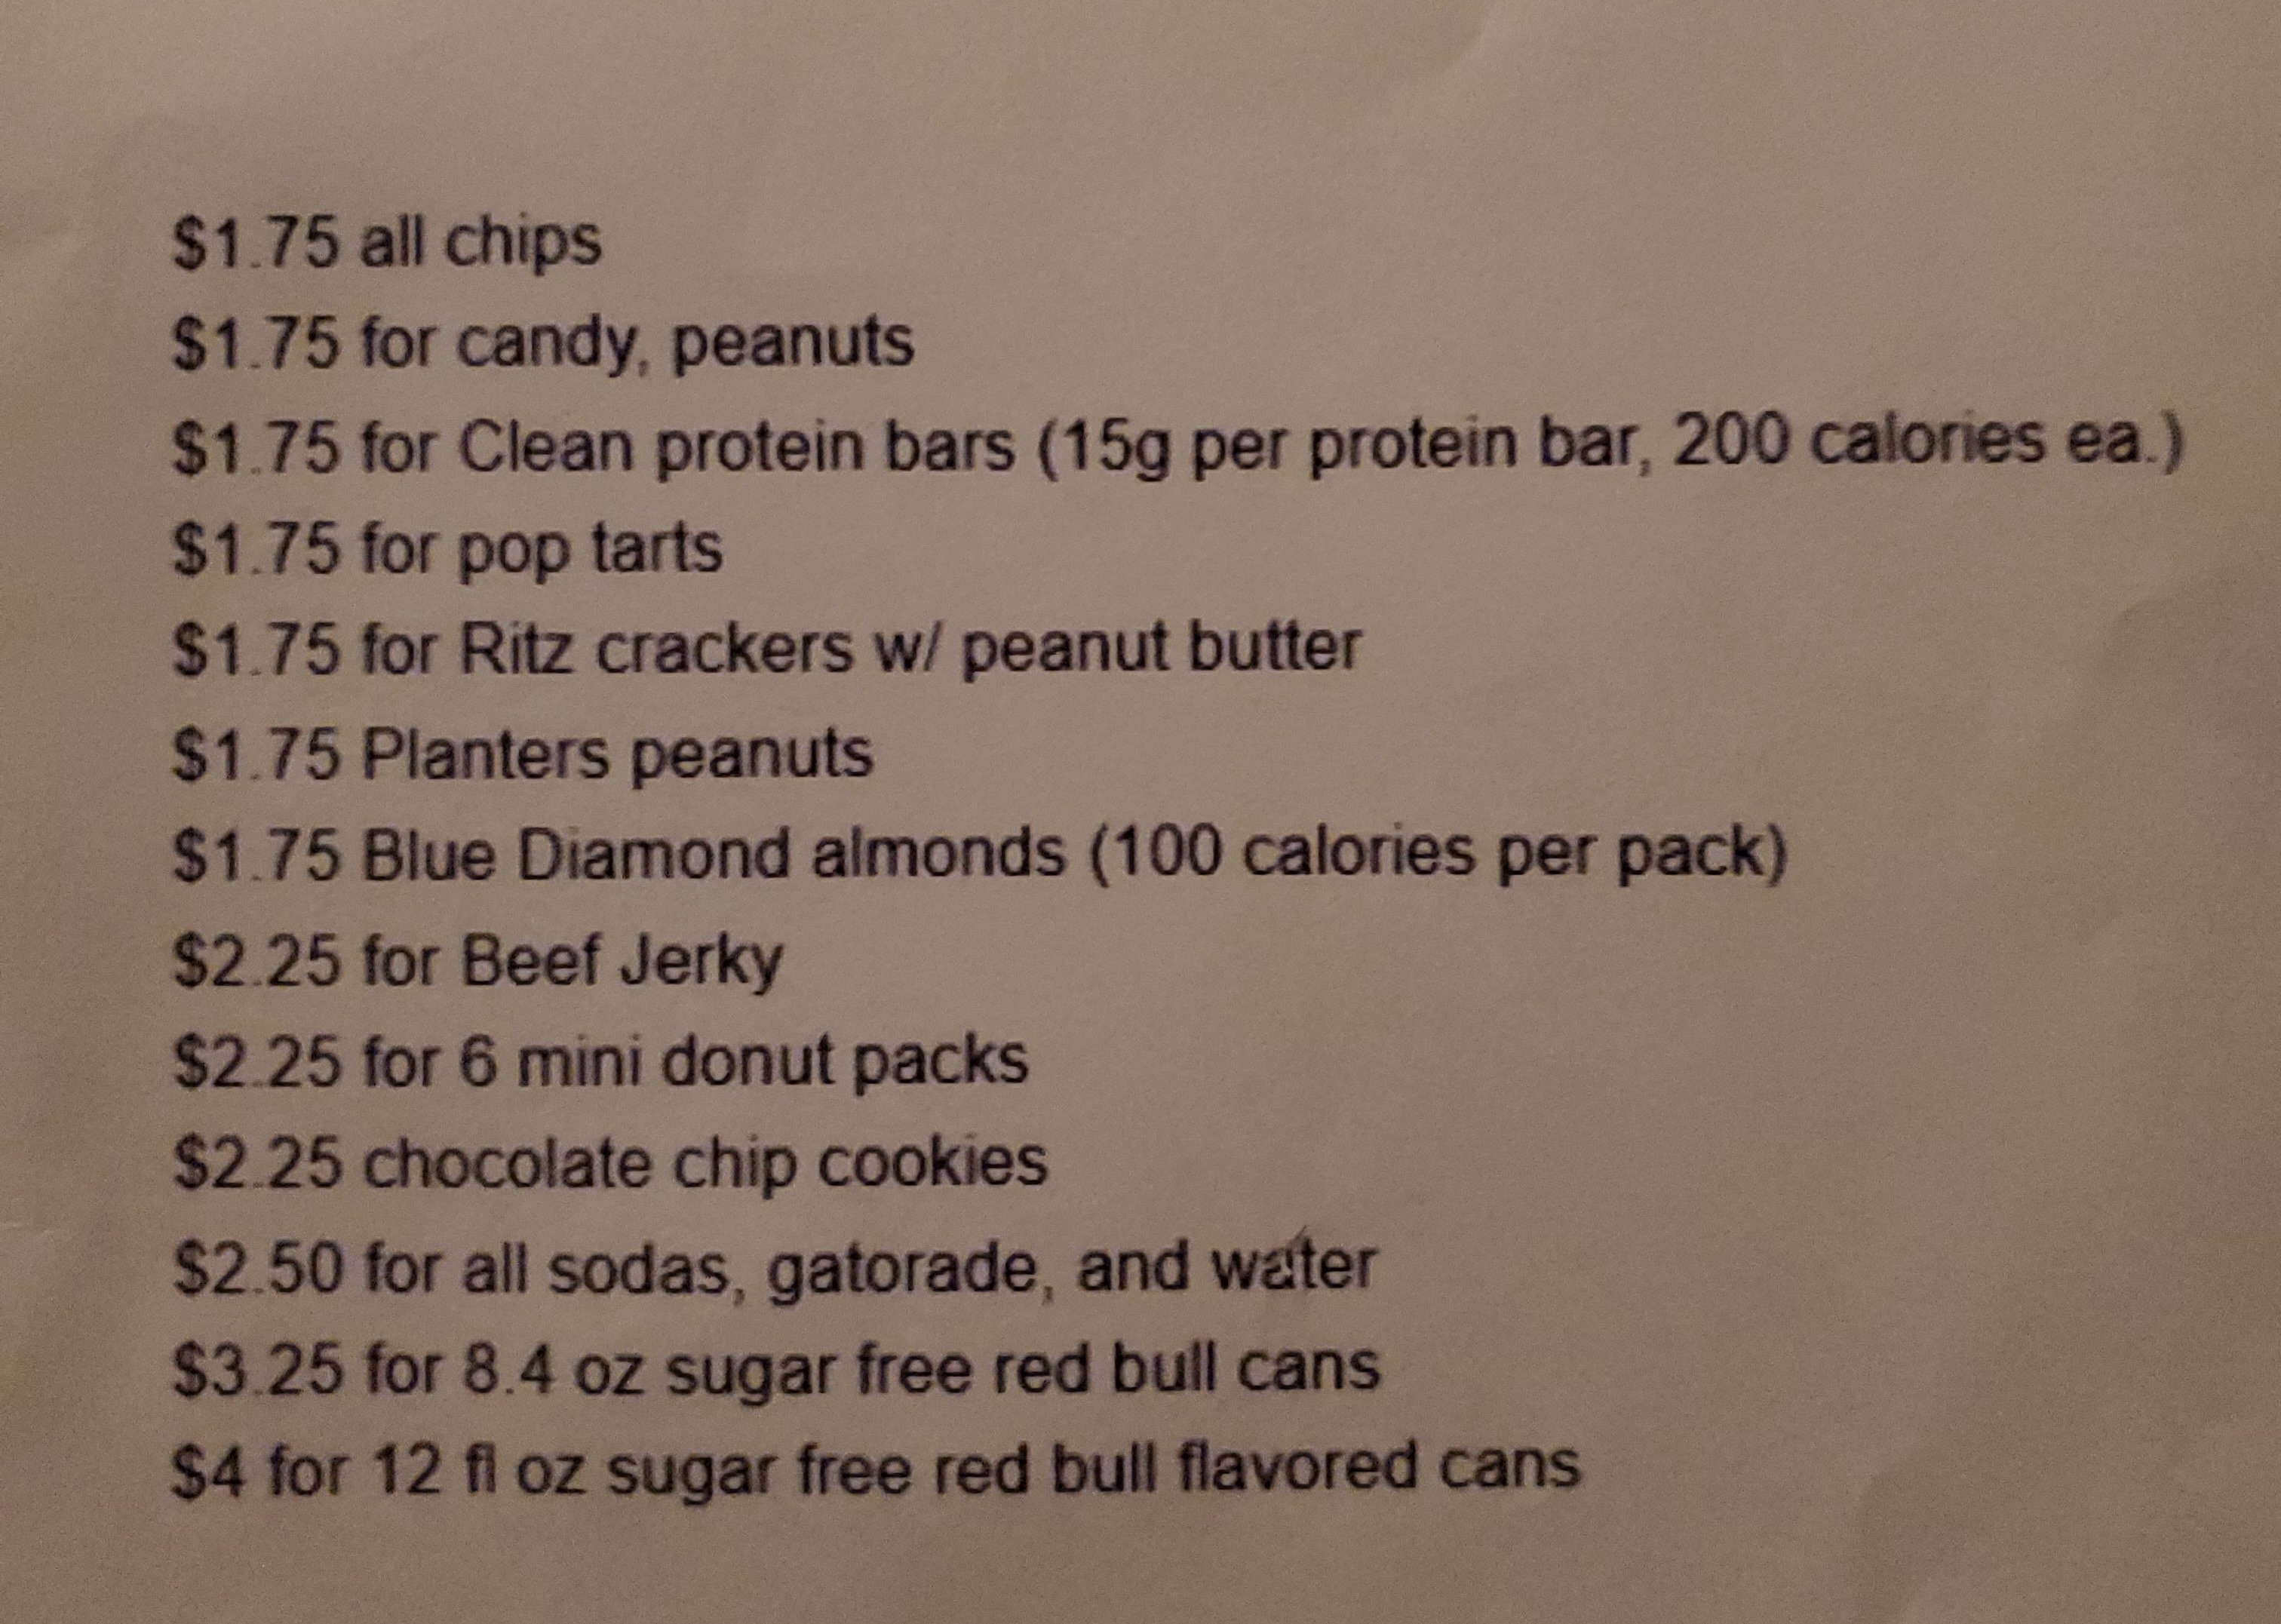 $1.75 all chips
$1.75 for candy, peanuts
$1.75 for Clean protein bars (15g per protein bar, 200 calories ea.)
$1.75 for pop tarts
$1.75 for Ritz crackers w/ peanut butter
$1.75 Planters peanuts
$1.75 Blue Diamond almonds (100 calories per pack)
$2.25 for Beef Jerky
$2.25 for 6 mini donut packs
$2.25 chocolate chip cookies
$2.50 for all sodas, gatorade, and water
$3.25 for 8.4 oz sugar free red bull cans
$4 for 12 fl oz sugar free red bull flavored cans